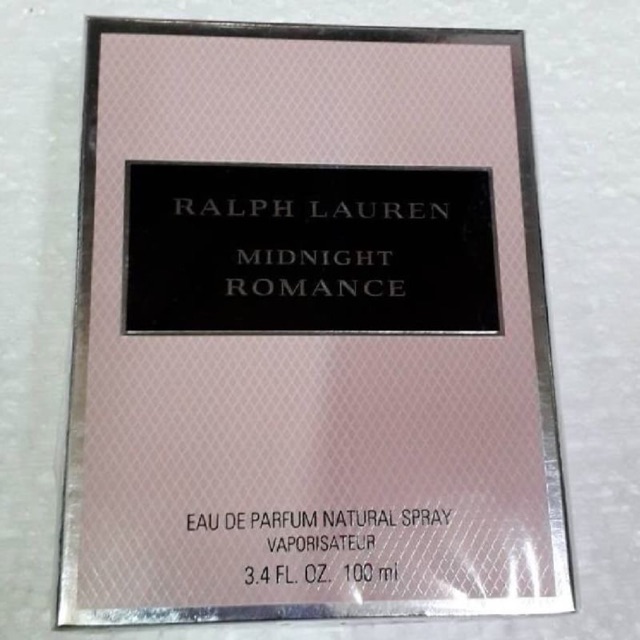 RALPH LAUREN
MIDNIGHT
ROMANCE
EAU DE PARFUM NATURAL SPRAY
VAPORISATEUR
3.4 FL. OZ. 100 ml